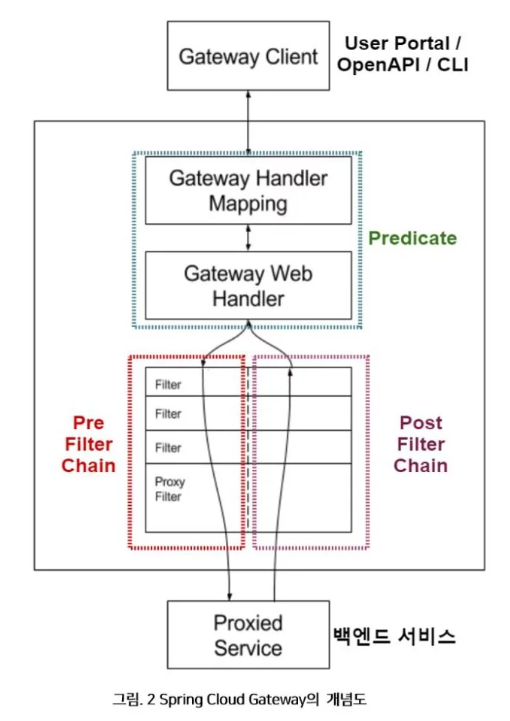 Gateway Client
User Portal /
OpenAPI / CLI
Gateway Handler
Mapping
Predicate
Gateway Web
Handler
Pre
Filter
Chain
Filter
Filter
Filter
Proxy
Filter
Post
Filter
Chain
Proxied
Service
백엔드 서비스
그림. 2 Spring Cloud Gateway의 개념도